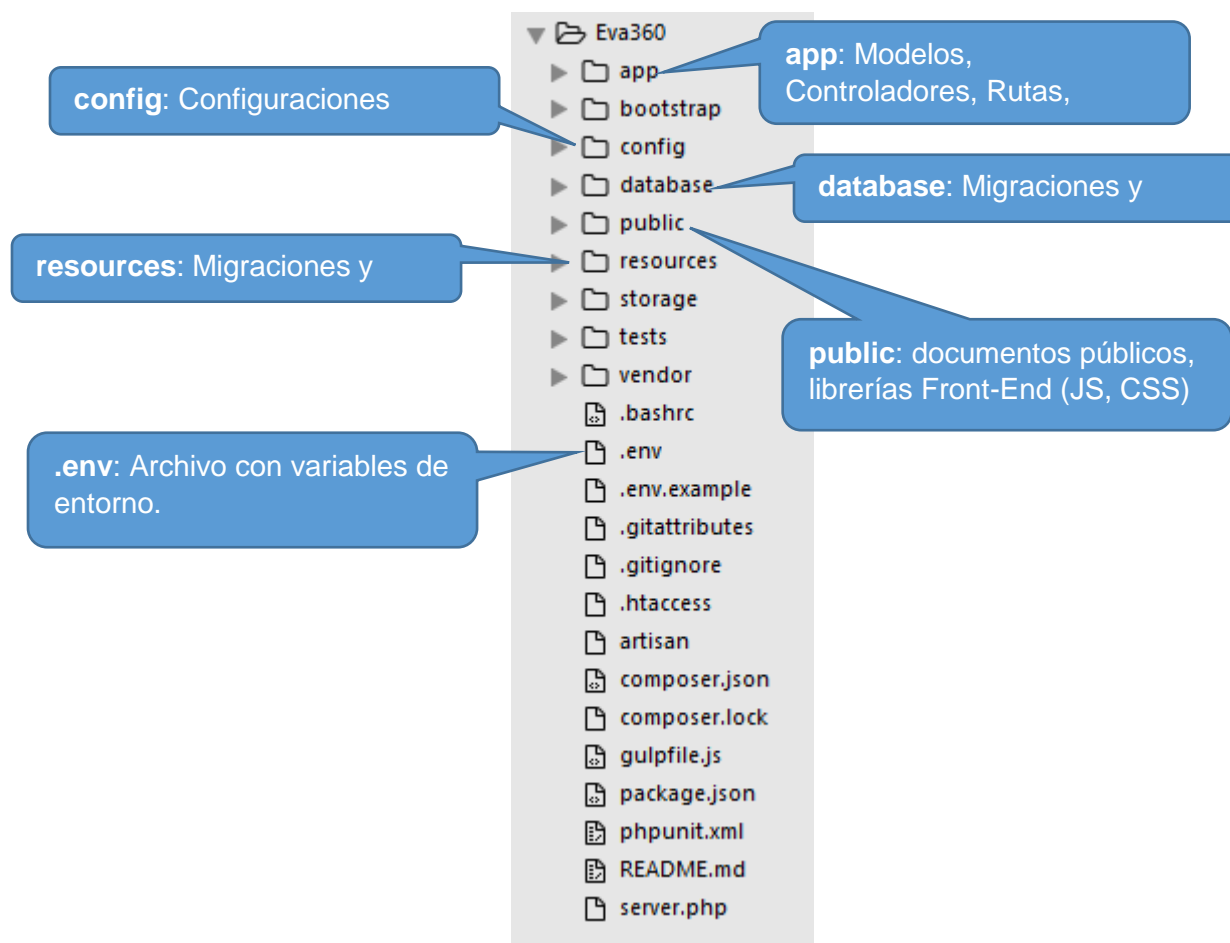 Eva360
app
bootstrap
config
database
public
resources
storage
tests
vendor
.bashrc
.env
.env.example
.gitattributes
.gitignore
.htaccess
artisan
composer.json
composer.lock
gulpfile.js
package.json
phpunit.xml
README.md
server.php
app: Modelos,
Controladores, Rutas,
config: Configuraciones
database: Migraciones y
resources: Migraciones y
public: documentos públicos,
librerías Front-End (JS, CSS)
.env: Archivo con variables de
entorno.